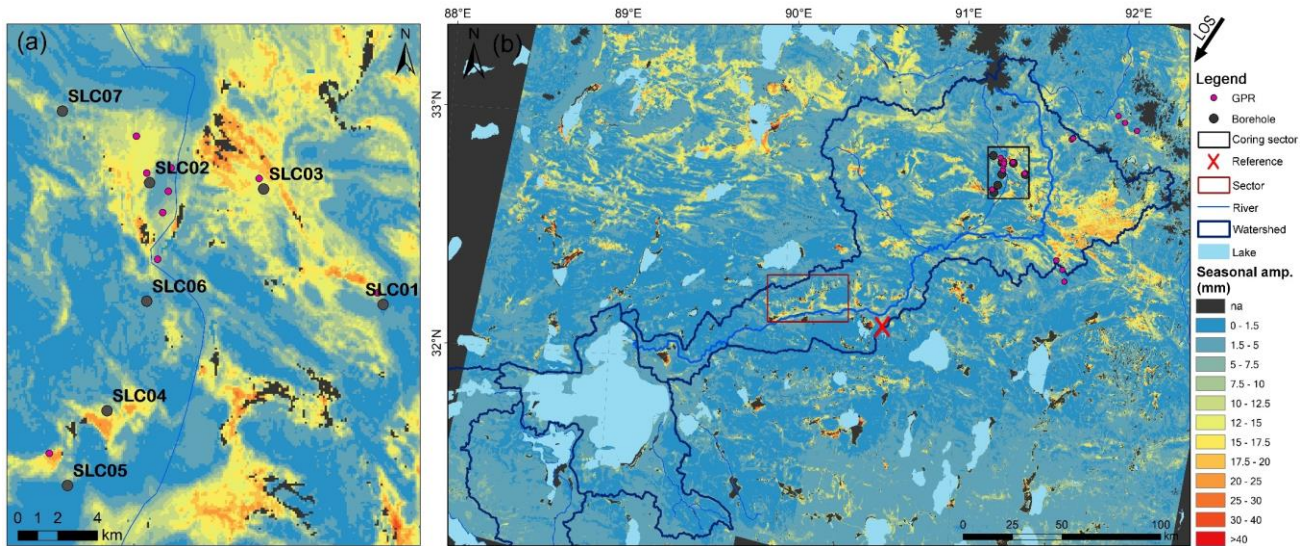 (a)
N
SLC07
SLC02
SLC03
SLC01
SLC06
SLC04
SLC05
0 1 2 4
km
88°E 89°E 90°E 91°E 92°E
(b)
N
33°N
32°N
0 25 50 100
km
LOS
Legend
GPR
Borehole
Coring sector
Reference
Sector
River
Watershed
Lake
Seasonal amp.
(mm)
na
0 - 1.5
1.5 - 5
5 - 7.5
7.5 - 10
10 - 12.5
12 - 15
15 - 17.5
17.5 - 20
20 - 25
25 - 30
30 - 40
>40